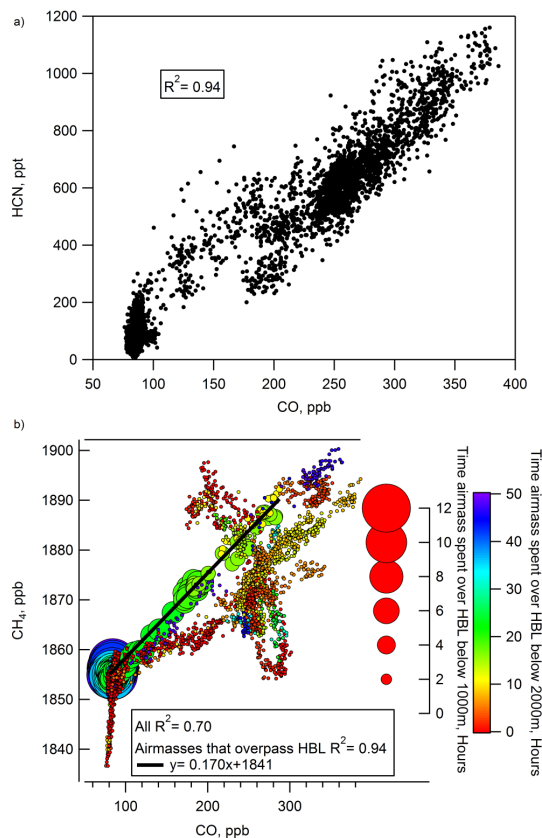 a)
1200
1000
800
600
400
200
0
HCN, ppt
R²= 0.94
50 100 150 200 250 300 350 400
CO, ppb
b)
1900
1890
1880
1870
1860
1855
1840
CH₄, ppb
All R²= 0.70
Airmasses that overpass HBL R²= 0.94
y= 0.170x+1841
100 200 300
CO, ppb
12
10
8
6
4
2
0
Time airmass spent over HBL below 1000m, Hours
50
40
30
20
10
0
Time airmass spent over HBL below 2000m, Hours